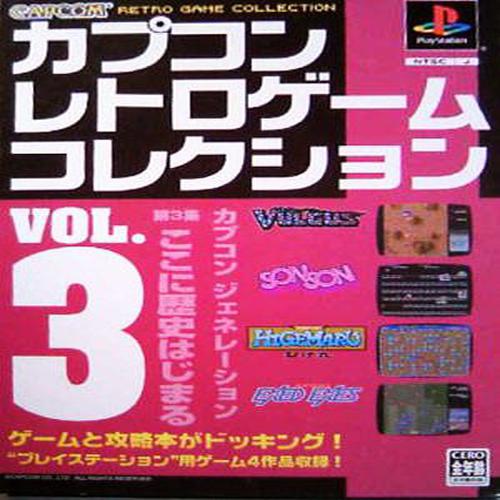 CAPCOM RETRO GAME COLLECTION
カプコン
レトロゲーム
コレクション
PlayStation
NTSC J
VOL.
3
カプコン ジェネレーション
第3集
ここに歴史はじまる
VULGUS
SONSON
HIGEMARU
EXED EXES
ゲームと攻略本がドッキング!
"プレイステーション"用ゲーム4作品収録!
CERO
全年齢